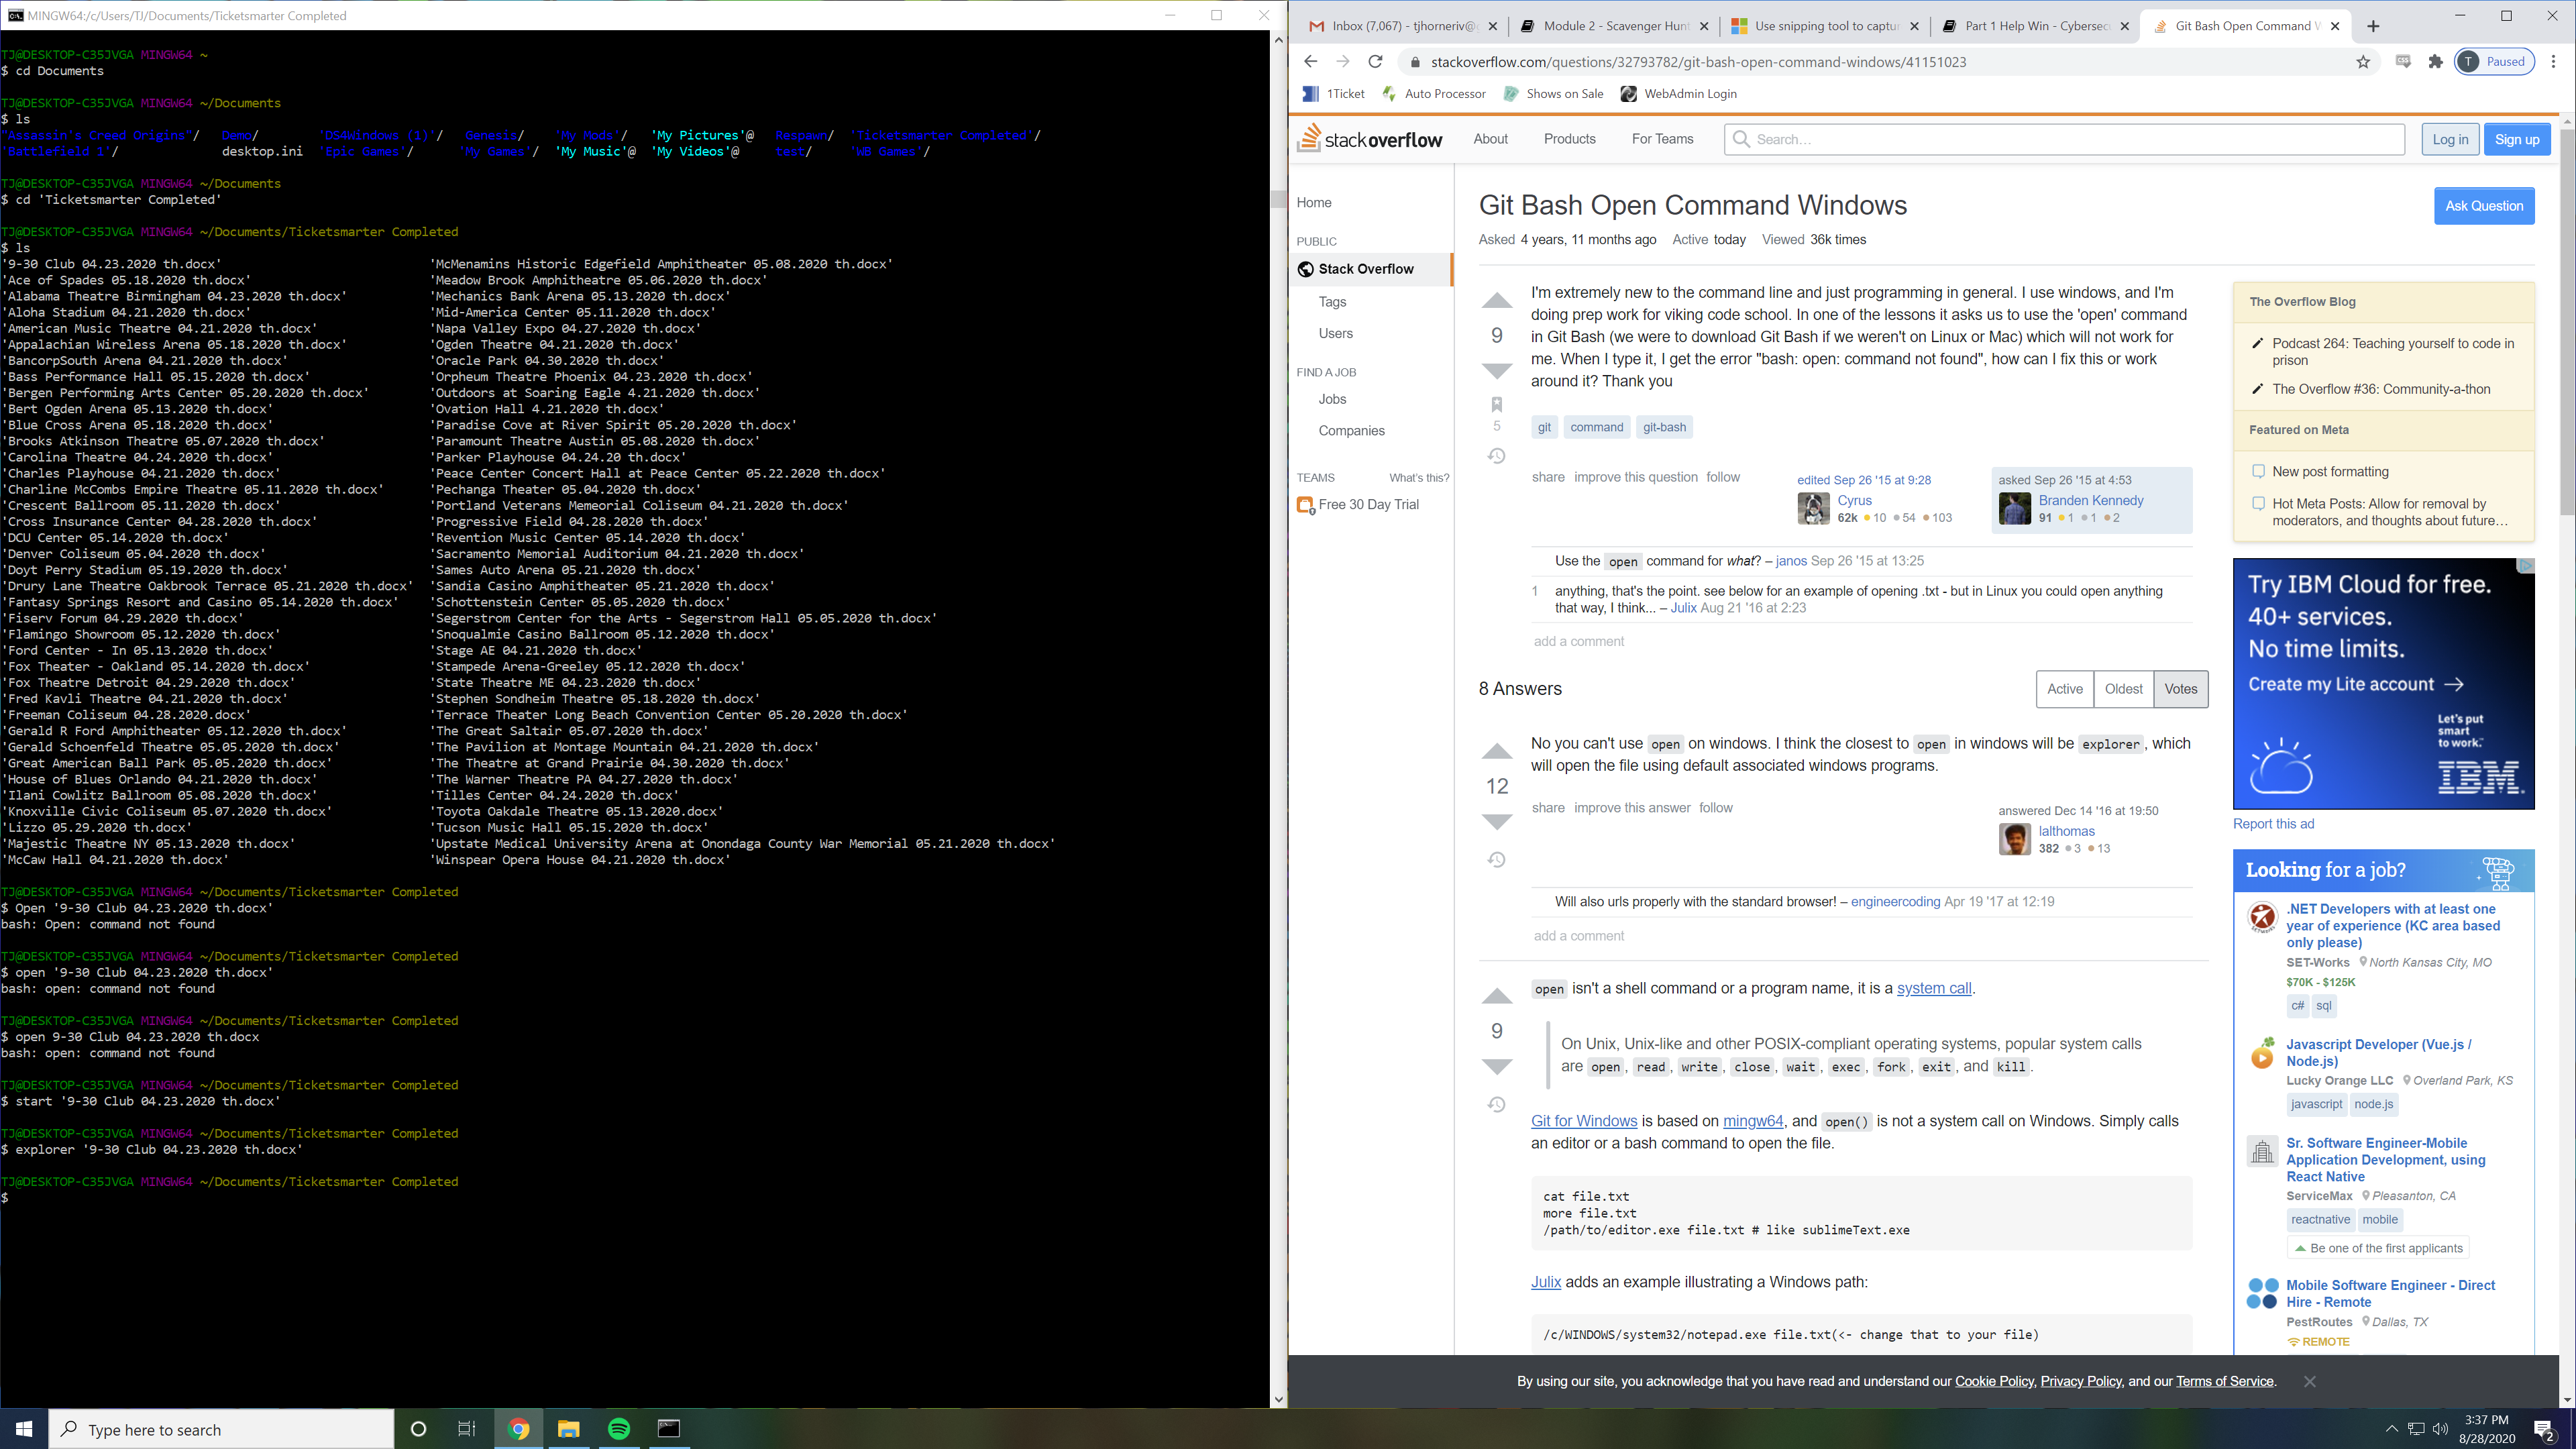 MINGW64:/c/Users/TJ/Documents/Ticketsmarter Completed
TJ@DESKTOP-C35JVGA MINGW64 ~
$ cd Documents
TJ@DESKTOP-C35JVGA MINGW64 ~/Documents
$ ls
"Assassin's Creed Origins"/ Demo/ 'DS4Windows (1)'/ Genesis/ 'My Mods'/ 'My Pictures'@ Respawn/ 'Ticketsmarter Completed'/
'Battlefield 1'/ desktop.ini 'Epic Games'/ 'My Games'/ 'My Music'@ 'My Videos'@ test/ 'WB Games'/
TJ@DESKTOP-C35JVGA MINGW64 ~/Documents
$ cd 'Ticketsmarter Completed'
TJ@DESKTOP-C35JVGA MINGW64 ~/Documents/Ticketsmarter Completed
$ ls
'9-30 Club 04.23.2020 th.docx' 'McMenamins Historic Edgefield Amphitheater 05.08.2020 th.docx'
'Ace of Spades 05.18.2020 th.docx' 'Meadow Brook Amphitheatre 05.06.2020 th.docx'
'Alabama Theatre Birmingham 04.23.2020 th.docx' 'Mechanics Bank Arena 05.13.2020 th.docx'
'Aloha Stadium 04.21.2020 th.docx' 'Mid-America Center 05.11.2020 th.docx'
'American Music Theatre 04.21.2020 th.docx' 'Napa Valley Expo 04.27.2020 th.docx'
'Appalachian Wireless Arena 05.18.2020 th.docx' 'Ogden Theatre 04.21.2020 th.docx'
'BancorpSouth Arena 04.21.2020 th.docx' 'Oracle Park 04.30.2020 th.docx'
'Bass Performance Hall 05.15.2020 th.docx' 'Orpheum Theatre Phoenix 04.23.2020 th.docx'
'Bergen Performing Arts Center 05.20.2020 th.docx' 'Outdoors at Soaring Eagle 4.21.2020 th.docx'
'Bert Ogden Arena 05.13.2020 th.docx' 'Ovation Hall 4.21.2020 th.docx'
'Blue Cross Arena 05.18.2020 th.docx' 'Paradise Cove at River Spirit 05.20.2020 th.docx'
'Brooks Atkinson Theatre 05.07.2020 th.docx' 'Paramount Theatre Austin 05.08.2020 th.docx'
'Carolina Theatre 04.24.2020 th.docx' 'Parker Playhouse 04.24.20 th.docx'
'Charles Playhouse 04.21.2020 th.docx' 'Peace Center Concert Hall at Peace Center 05.22.2020 th.docx'
'Charline McCombs Empire Theatre 05.11.2020 th.docx' 'Pechanga Theater 05.04.2020 th.docx'
'Crescent Ballroom 05.11.2020 th.docx' 'Portland Veterans Memeorial Coliseum 04.21.2020 th.docx'
'Cross Insurance Center 04.28.2020 th.docx' 'Progressive Field 04.28.2020 th.docx'
'DCU Center 05.14.2020 th.docx' 'Revention Music Center 05.14.2020 th.docx'
'Denver Coliseum 05.04.2020 th.docx' 'Sacramento Memorial Auditorium 04.21.2020 th.docx'
'Doyt Perry Stadium 05.19.2020 th.docx' 'Sames Auto Arena 05.21.2020 th.docx'
'Drury Lane Theatre Oakbrook Terrace 05.21.2020 th.docx' 'Sandia Casino Amphitheater 05.21.2020 th.docx'
'Fantasy Springs Resort and Casino 05.14.2020 th.docx' 'Schottenstein Center 05.05.2020 th.docx'
'Fiserv Forum 04.29.2020 th.docx' 'Segerstrom Center for the Arts - Segerstrom Hall 05.05.2020 th.docx'
'Flamingo Showroom 05.12.2020 th.docx' 'Snoqualmie Casino Ballroom 05.12.2020 th.docx'
'Ford Center - In 05.13.2020 th.docx' 'Stage AE 04.21.2020 th.docx'
'Fox Theater - Oakland 05.14.2020 th.docx' 'Stampede Arena-Greeley 05.12.2020 th.docx'
'Fox Theatre Detroit 04.29.2020 th.docx' 'State Theatre ME 04.23.2020 th.docx'
'Fred Kavli Theatre 04.21.2020 th.docx' 'Stephen Sondheim Theatre 05.18.2020 th.docx'
'Freeman Coliseum 04.28.2020.docx' 'Terrace Theater Long Beach Convention Center 05.20.2020 th.docx'
'Gerald R Ford Amphitheater 05.12.2020 th.docx' 'The Great Saltair 05.07.2020 th.docx'
'Gerald Schoenfeld Theatre 05.05.2020 th.docx' 'The Pavilion at Montage Mountain 04.21.2020 th.docx'
'Great American Ball Park 05.05.2020 th.docx' 'The Theatre at Grand Prairie 04.30.2020 th.docx'
'House of Blues Orlando 04.21.2020 th.docx' 'The Warner Theatre PA 04.27.2020 th.docx'
'Ilani Cowlitz Ballroom 05.08.2020 th.docx' 'Tilles Center 04.24.2020 th.docx'
'Knoxville Civic Coliseum 05.07.2020 th.docx' 'Toyota Oakdale Theatre 05.13.2020.docx'
'Lizzo 05.29.2020 th.docx' 'Tucson Music Hall 05.15.2020 th.docx'
'Majestic Theatre NY 05.13.2020 th.docx' 'Upstate Medical University Arena at Onondaga County War Memorial 05.21.2020 th.docx'
'McCaw Hall 04.21.2020 th.docx' 'Winspear Opera House 04.21.2020 th.docx'
TJ@DESKTOP-C35JVGA MINGW64 ~/Documents/Ticketsmarter Completed
$ Open '9-30 Club 04.23.2020 th.docx'
bash: Open: command not found
TJ@DESKTOP-C35JVGA MINGW64 ~/Documents/Ticketsmarter Completed
$ open '9-30 Club 04.23.2020 th.docx'
bash: open: command not found
TJ@DESKTOP-C35JVGA MINGW64 ~/Documents/Ticketsmarter Completed
$ open 9-30 Club 04.23.2020 th.docx
bash: open: command not found
TJ@DESKTOP-C35JVGA MINGW64 ~/Documents/Ticketsmarter Completed
$ start '9-30 Club 04.23.2020 th.docx'
TJ@DESKTOP-C35JVGA MINGW64 ~/Documents/Ticketsmarter Completed
$ explorer '9-30 Club 04.23.2020 th.docx'
TJ@DESKTOP-C35JVGA MINGW64 ~/Documents/Ticketsmarter Completed
$
Inbox (7,067) - tjhorneriv@g
Module 2 - Scavenger Hunt
Use snipping tool to captur
Part 1 Help Win - Cybersecu
Git Bash Open Command W
stackoverflow.com/questions/32793782/git-bash-open-command-windows/41151023
T Paused
1Ticket Auto Processor Shows on Sale WebAdmin Login
stackoverflow About Products For Teams Search… Log in Sign up
Home
PUBLIC
Stack Overflow
Tags
Users
FIND A JOB
Jobs
Companies
TEAMS What's this?
Free 30 Day Trial
Git Bash Open Command Windows
Ask Question
Asked 4 years, 11 months ago Active today Viewed 36k times
I'm extremely new to the command line and just programming in general. I use windows, and I'm
doing prep work for viking code school. In one of the lessons it asks us to use the 'open' command
in Git Bash (we were to download Git Bash if we weren't on Linux or Mac) which will not work for
me. When I type it, I get the error "bash: open: command not found", how can I fix this or work
around it? Thank you
9
5
git command git-bash
share improve this question follow
edited Sep 26 '15 at 9:28
Cyrus
62k 10 54 103
asked Sep 26 '15 at 4:53
Branden Kennedy
91 1 1 2
Use the open command for what? – janos Sep 26 '15 at 13:25
1 anything, that's the point. see below for an example of opening .txt - but in Linux you could open anything
that way, I think... – Julix Aug 21 '16 at 2:23
add a comment
8 Answers
Active Oldest Votes
No you can't use open on windows. I think the closest to open in windows will be explorer, which
will open the file using default associated windows programs.
12
share improve this answer follow
answered Dec 14 '16 at 19:50
lalthomas
382 3 13
Will also urls properly with the standard browser! – engineercoding Apr 19 '17 at 12:19
add a comment
open isn't a shell command or a program name, it is a system call.
9
On Unix, Unix-like and other POSIX-compliant operating systems, popular system calls
are open, read, write, close, wait, exec, fork, exit, and kill.
Git for Windows is based on mingw64, and open() is not a system call on Windows. Simply calls
an editor or a bash command to open the file.
cat file.txt
more file.txt
/path/to/editor.exe file.txt # like sublimeText.exe
Julix adds an example illustrating a Windows path:
/c/WINDOWS/system32/notepad.exe file.txt(<- change that to your file)
The Overflow Blog
Podcast 264: Teaching yourself to code in
prison
The Overflow #36: Community-a-thon
Featured on Meta
New post formatting
Hot Meta Posts: Allow for removal by
moderators, and thoughts about future…
Try IBM Cloud for free.
40+ services.
No time limits.
Create my Lite account →
Let's put
smart
to work.™
IBM.
Report this ad
Looking for a job?
.NET Developers with at least one
year of experience (KC area based
only please)
SET-Works North Kansas City, MO
$70K - $125K
c# sql
Javascript Developer (Vue.js /
Node.js)
Lucky Orange LLC Overland Park, KS
javascript node.js
Sr. Software Engineer-Mobile
Application Development, using
React Native
ServiceMax Pleasanton, CA
reactnative mobile
Be one of the first applicants
Mobile Software Engineer - Direct
Hire - Remote
PestRoutes Dallas, TX
REMOTE
By using our site, you acknowledge that you have read and understand our Cookie Policy, Privacy Policy, and our Terms of Service.
Type here to search
3:37 PM
8/28/2020
2